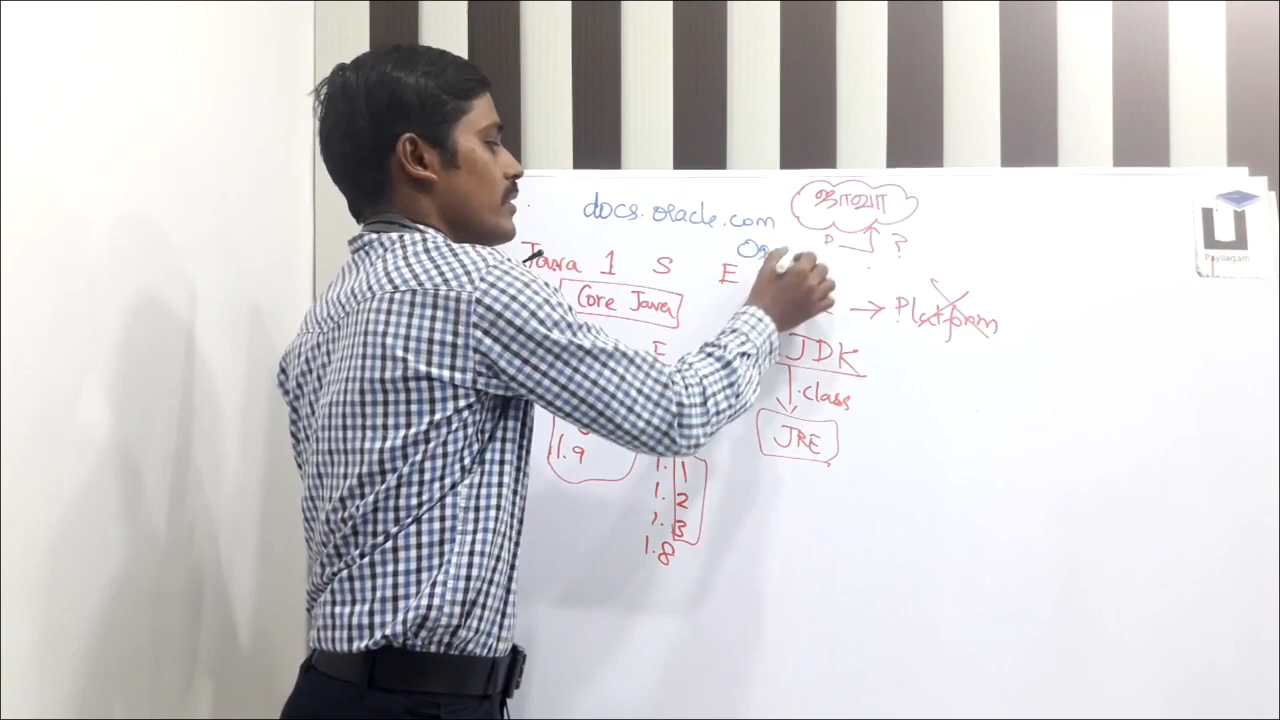 docs.oracle.com
ஜாவா
P ?
Java 1 S E
Core Java
→ Platform
E
JDK
.class
JRE
1.9
1.1
1.2
1.3
1.8
Payilagam